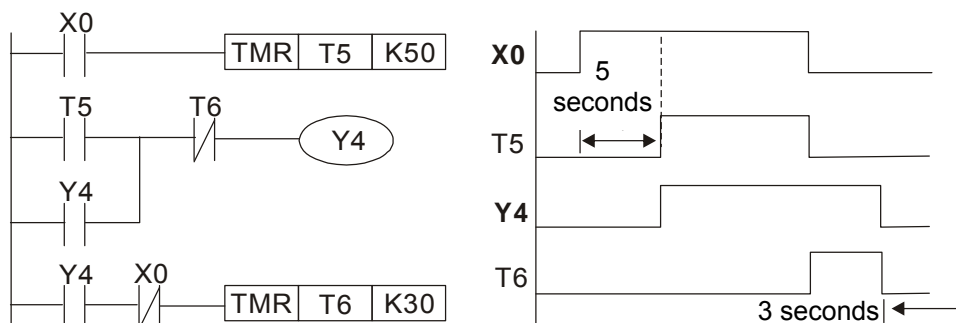 X0
TMR T5 K50
T5
T6
Y4
Y4
Y4
X0
TMR T6 K30
X0
5
seconds
T5
Y4
T6
3 seconds